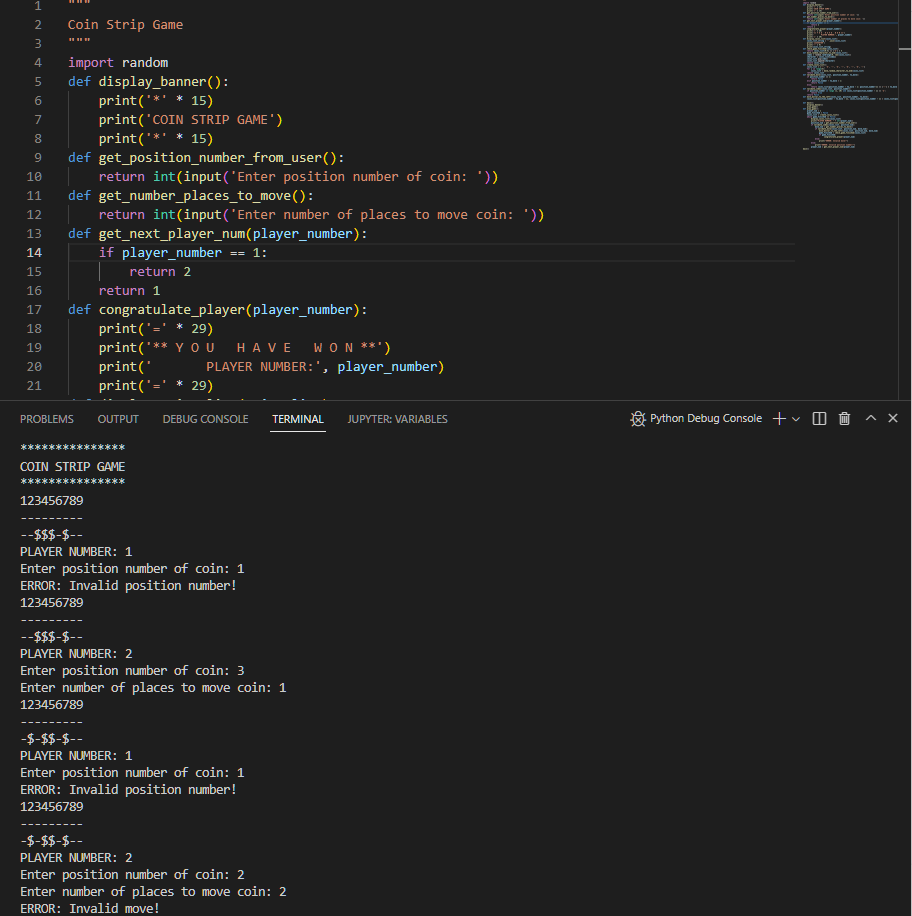 1 """
2 Coin Strip Game
3 """
4 import random
5 def display_banner():
6     print('*' * 15)
7     print('COIN STRIP GAME')
8     print('*' * 15)
9 def get_position_number_from_user():
10     return int(input('Enter position number of coin: '))
11 def get_number_places_to_move():
12     return int(input('Enter number of places to move coin: '))
13 def get_next_player_num(player_number):
14     if player_number == 1:
15         return 2
16     return 1
17 def congratulate_player(player_number):
18     print('=' * 29)
19     print('** Y O U   H A V E   W O N **')
20     print('       PLAYER NUMBER:', player_number)
21     print('=' * 29)
PROBLEMS OUTPUT DEBUG CONSOLE TERMINAL JUPYTER: VARIABLES Python Debug Console
***************
COIN STRIP GAME
***************
123456789
---------
--$$$-$--
PLAYER NUMBER: 1
Enter position number of coin: 1
ERROR: Invalid position number!
123456789
---------
--$$$-$--
PLAYER NUMBER: 2
Enter position number of coin: 3
Enter number of places to move coin: 1
123456789
---------
-$-$$-$--
PLAYER NUMBER: 1
Enter position number of coin: 1
ERROR: Invalid position number!
123456789
---------
-$-$$-$--
PLAYER NUMBER: 2
Enter position number of coin: 2
Enter number of places to move coin: 2
ERROR: Invalid move!